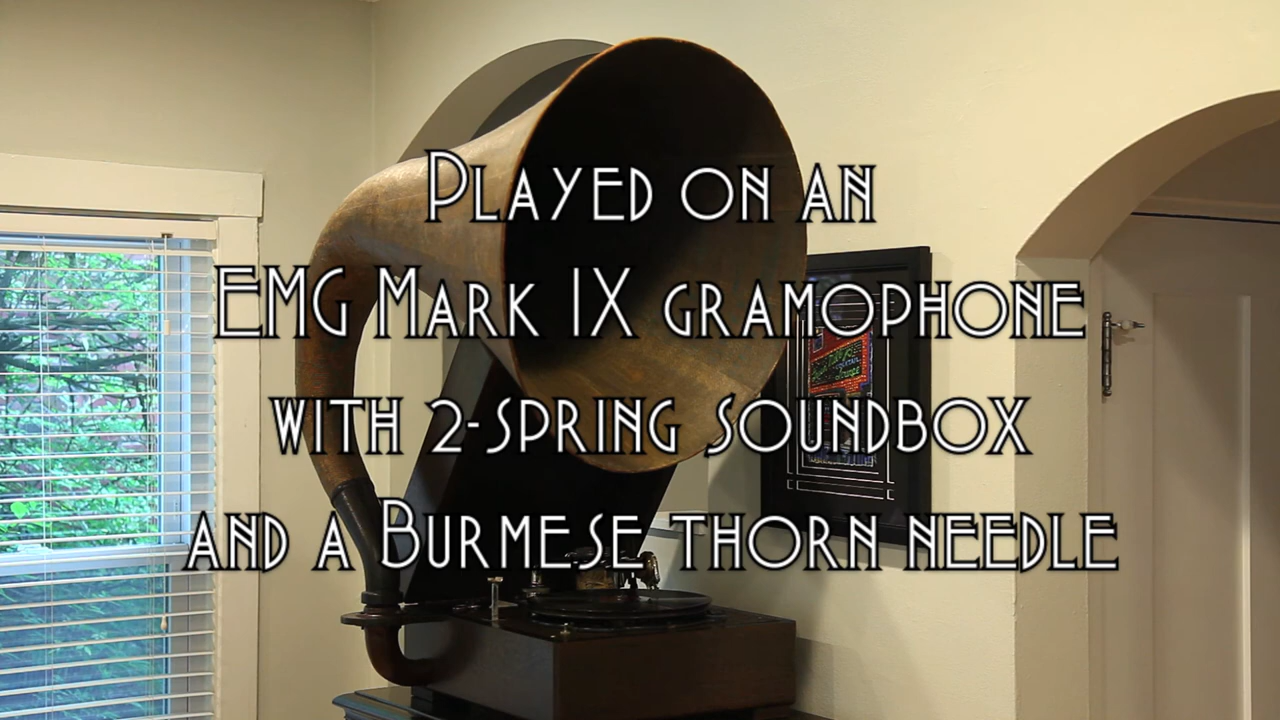 Played on an
EMG Mark IX gramophone
with 2-spring soundbox
and a Burmese thorn needle